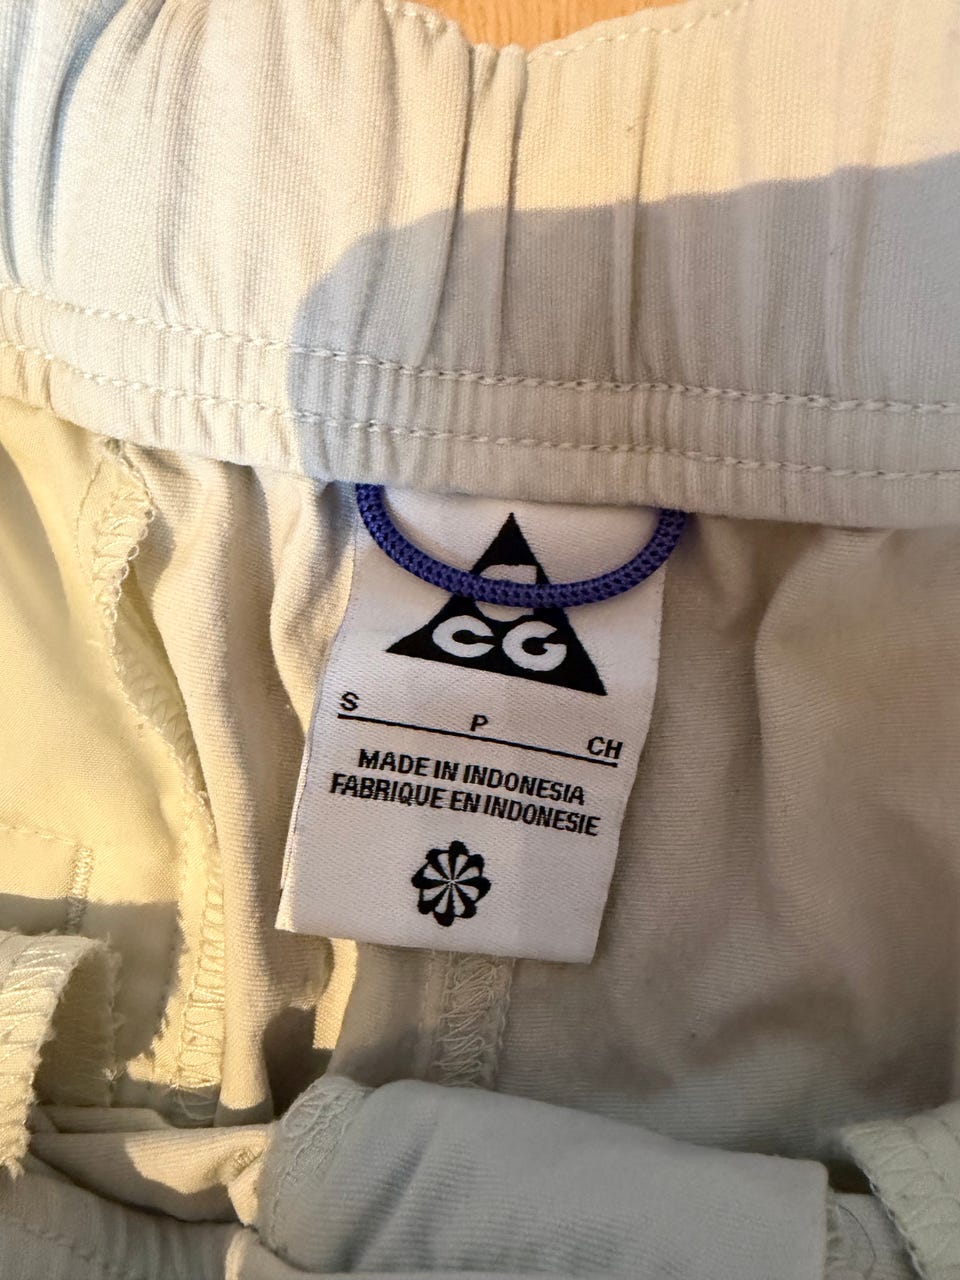 CG
S P CH
MADE IN INDONESIA
FABRIQUE EN INDONESIE